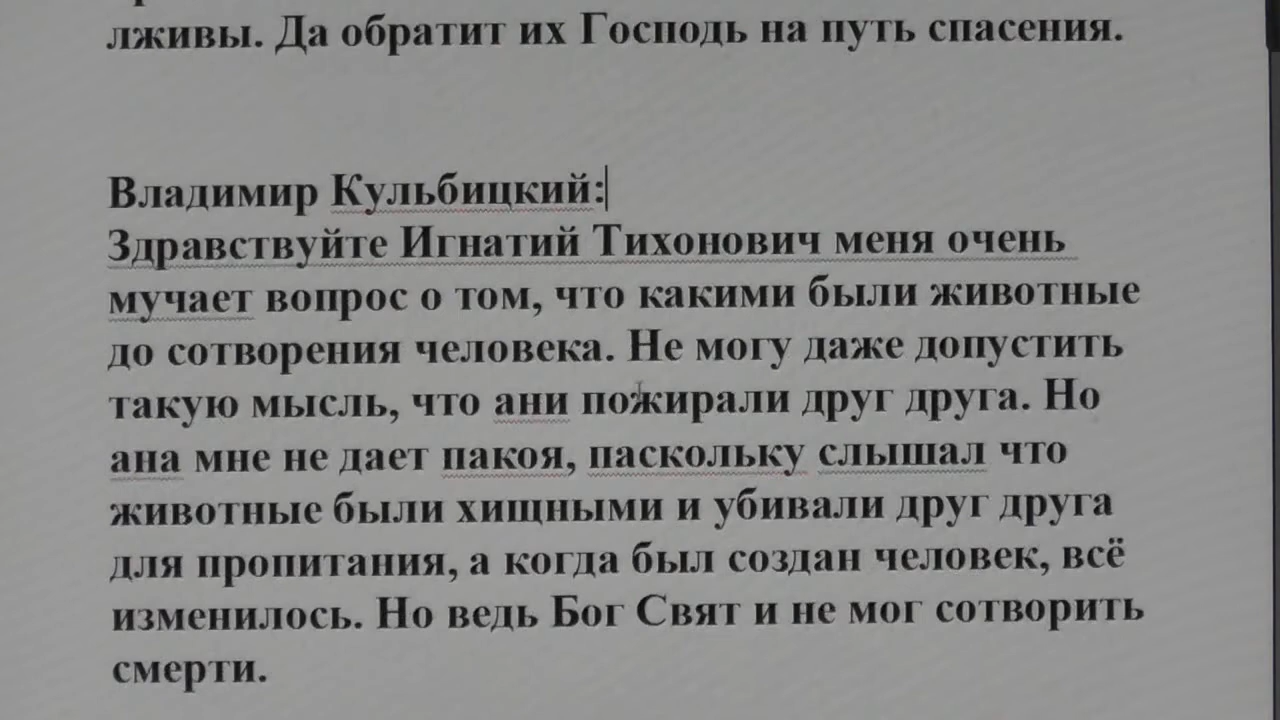 лживы. Да обратит их Господь на путь спасения.
Владимир Кульбицкий:
Здравствуйте Игнатий Тихонович меня очень
мучает вопрос о том, что какими были животные
до сотворения человека. Не могу даже допустить
такую мысль, что ани пожирали друг друга. Но
ана мне не дает пакоя, паскольку слышал что
животные были хищными и убивали друг друга
для пропитания, а когда был создан человек, всё
изменилось. Но ведь Бог Свят и не мог сотворить
смерти.